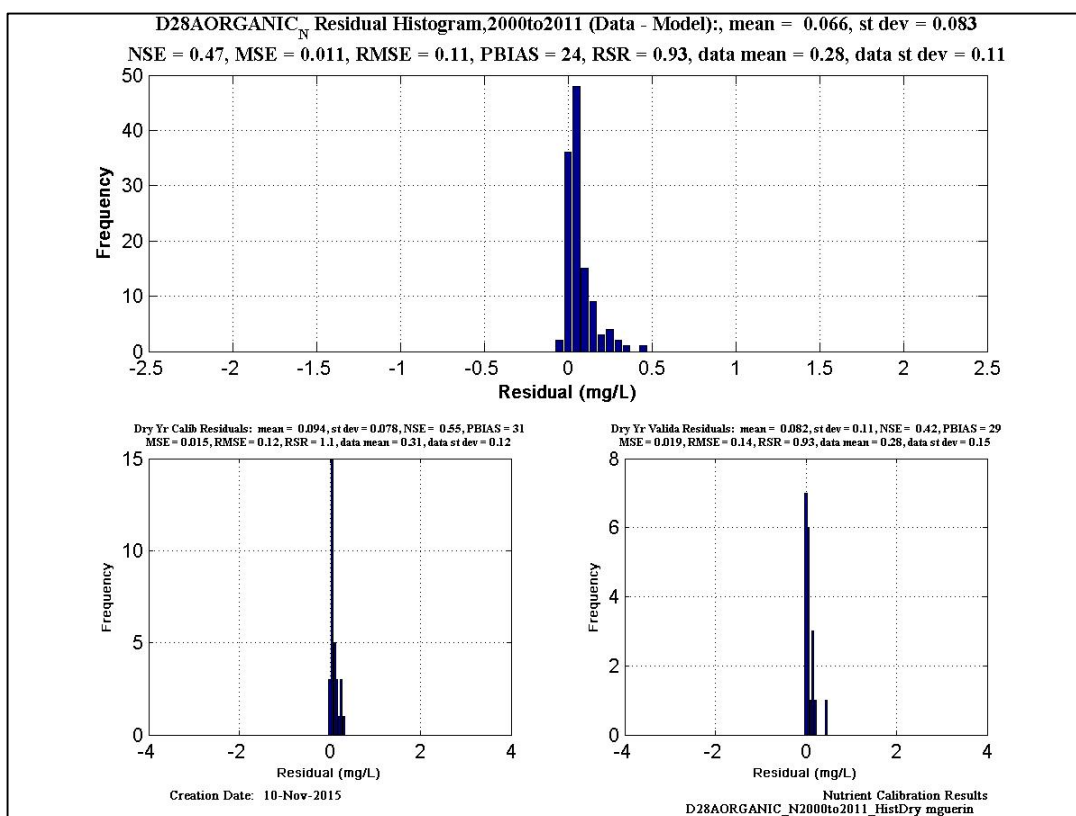 D28AORGANIC_N Residual Histogram,2000to2011 (Data - Model):, mean = 0.066, st dev = 0.083
NSE = 0.47, MSE = 0.011, RMSE = 0.11, PBIAS = 24, RSR = 0.93, data mean = 0.28, data st dev = 0.11
50
40
30
20
10
0
Frequency
-2.5 -2 -1.5 -1 -0.5 0 0.5 1 1.5 2 2.5
Residual (mg/L)
Dry Yr Calib Residuals: mean = 0.094, st dev = 0.078, NSE = 0.55, PBIAS = 31
MSE = 0.015, RMSE = 0.12, RSR = 1.1, data mean = 0.31, data st dev = 0.12
15
10
5
0
Frequency
-4 -2 0 2 4
Residual (mg/L)
Dry Yr Valida Residuals: mean = 0.082, st dev = 0.11, NSE = 0.42, PBIAS = 29
MSE = 0.019, RMSE = 0.14, RSR = 0.93, data mean = 0.28, data st dev = 0.15
8
6
4
2
0
Frequency
-4 -2 0 2 4
Residual (mg/L)
Creation Date: 10-Nov-2015
Nutrient Calibration Results
D28AORGANIC_N2000to2011_HistDry mguerin